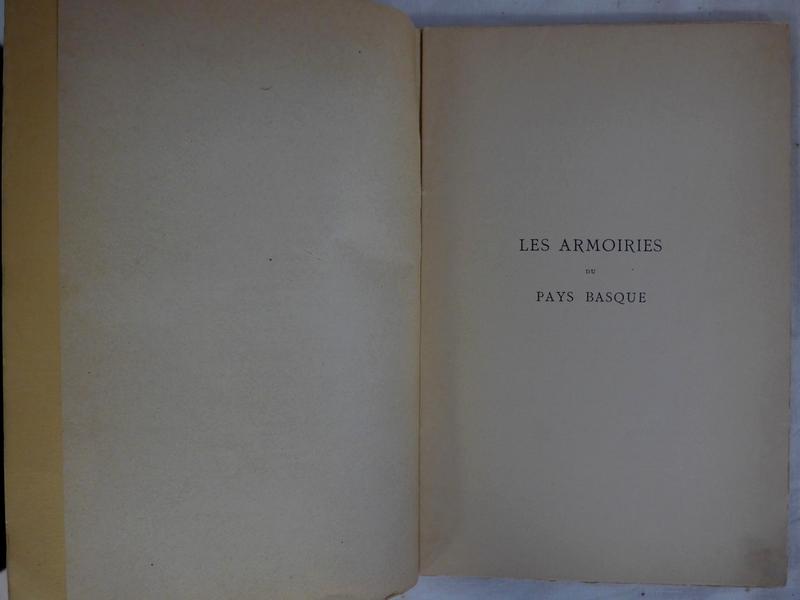 LES ARMOIRIES
DU
PAYS BASQUE